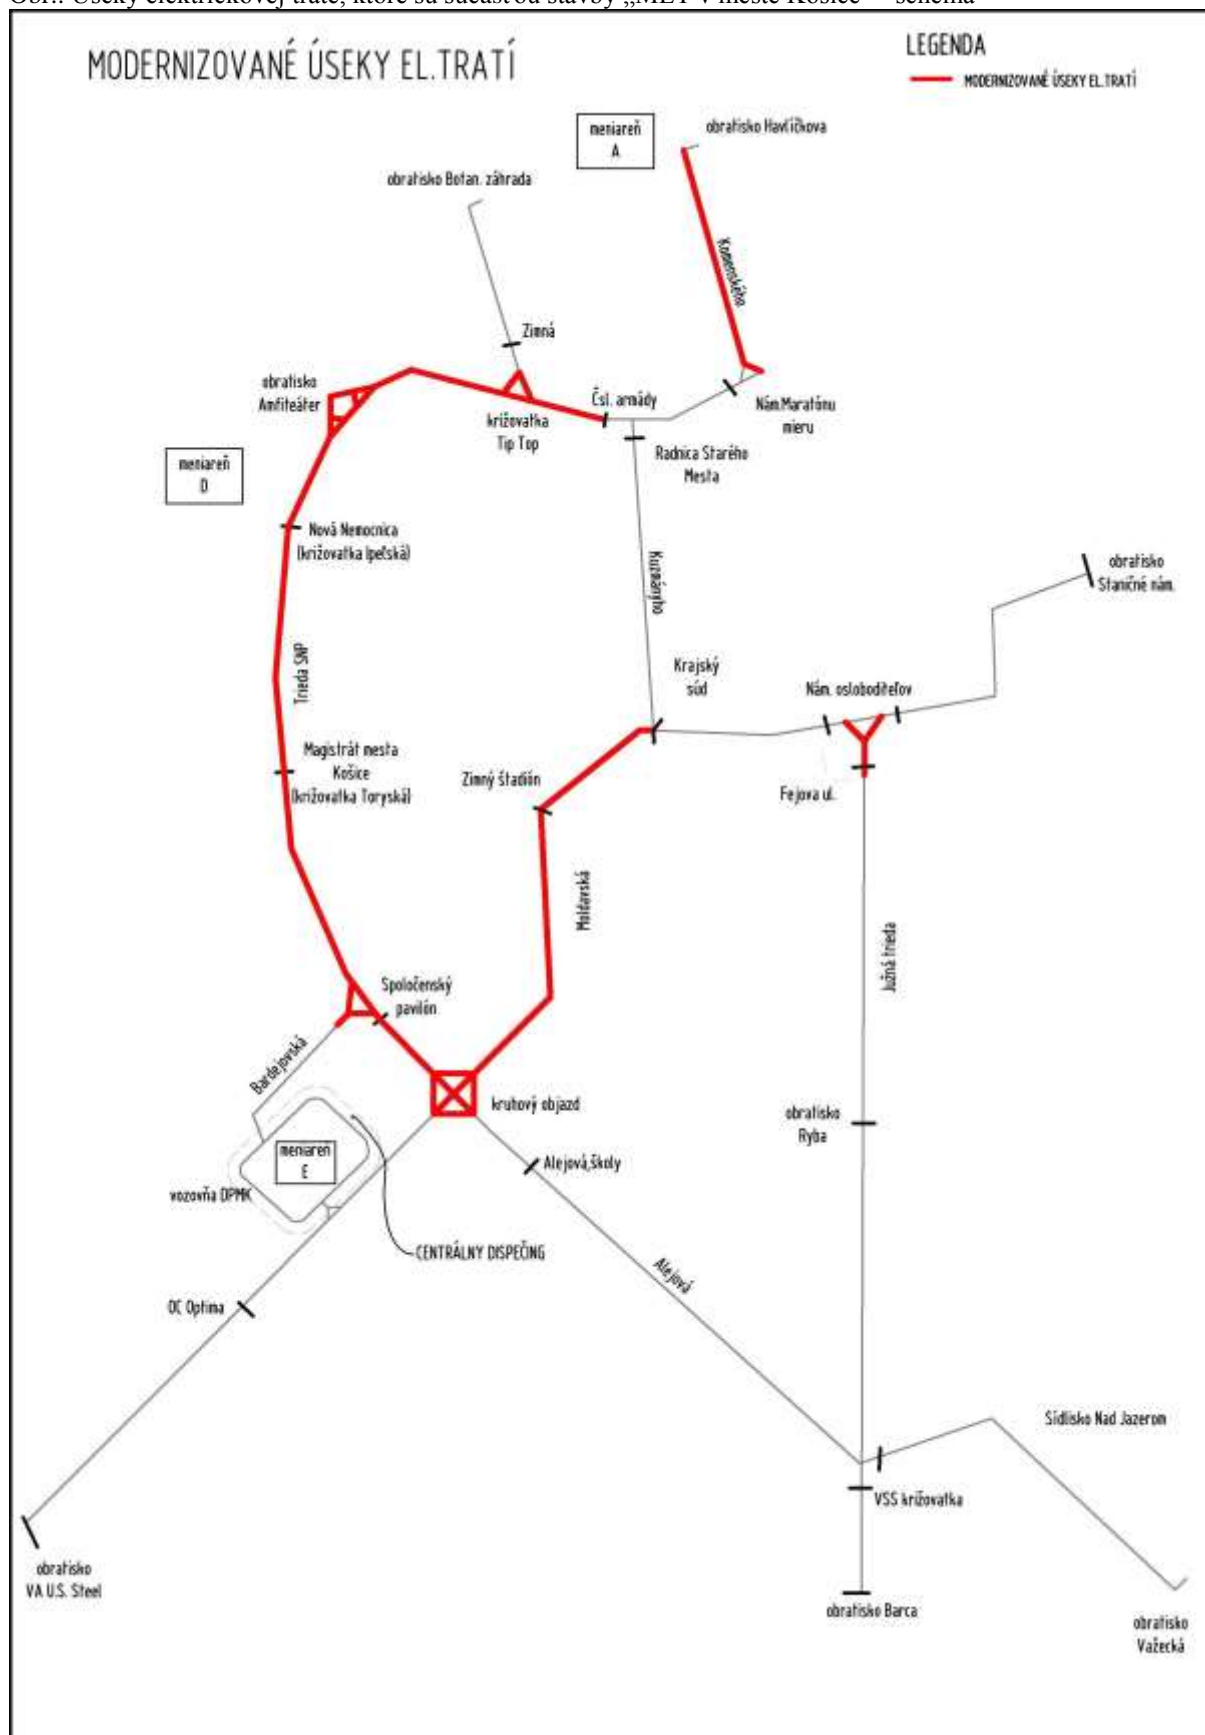 Obr.: Úseky električkovej trate, ktoré sú súčasťou stavby „MET v meste Košice“ – schéma
MODERNIZOVANÉ ÚSEKY EL.TRATÍ
LEGENDA
MODERNIZOVANÉ ÚSEKY EL.TRATÍ
meniareň
A
obratisko Havlíčkova
obratisko Botan. záhrada
Komenského
Zimná
obratisko
Amfiteáter
križovatka
Tip Top
Čsl. armády
Nám.Maratónu
mieru
Radnica Starého
Mesta
meniareň
D
Nová Nemocnica
(križovatka Ipeľská)
Kuzmányho
obratisko
Staničné nám.
Trieda SNP
Krajský
súd
Nám. osloboditeľov
Magistrát mesta
Košice
(križovatka Toryská)
Zimný štadión
Fejova ul.
Moldavská
Južná trieda
Spoločenský
pavilón
Bardejovská
kruhový objazd
obratisko
Ryba
meniareň
E
Alejová,školy
vozovňa DPMK
CENTRÁLNY DISPEČING
Alejová
OC Optima
Sídlisko Nad Jazerom
VSS križovatka
obratisko
VA U.S. Steel
obratisko Barca
obratisko
Važecká